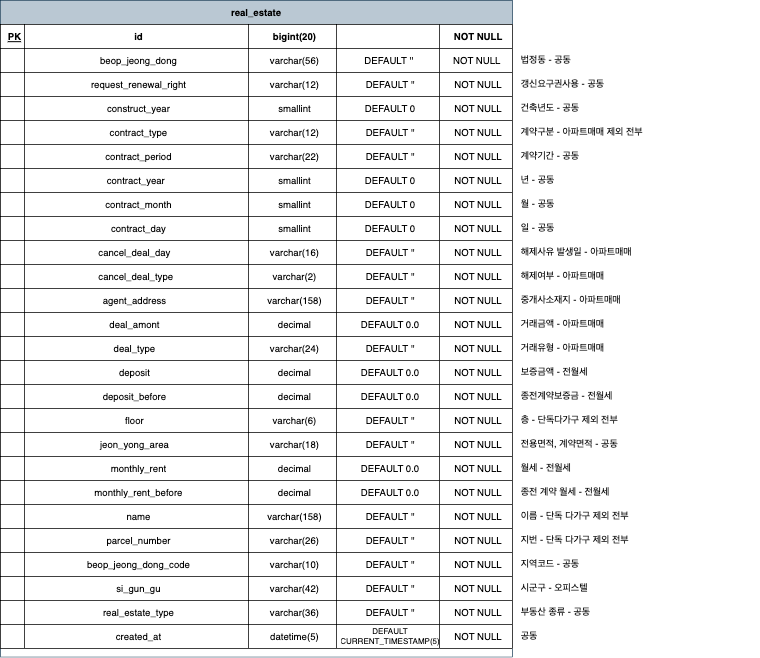 real_estate
PK id bigint(20) NOT NULL
beop_jeong_dong varchar(56) DEFAULT '' NOT NULL 법정동 - 공동
request_renewal_right varchar(12) DEFAULT '' NOT NULL 갱신요구권사용 - 공동
construct_year smallint DEFAULT 0 NOT NULL 건축년도 - 공동
contract_type varchar(12) DEFAULT '' NOT NULL 계약구분 - 아파트매매 제외 전부
contract_period varchar(22) DEFAULT '' NOT NULL 계약기간 - 공동
contract_year smallint DEFAULT 0 NOT NULL 년 - 공동
contract_month smallint DEFAULT 0 NOT NULL 월 - 공동
contract_day smallint DEFAULT 0 NOT NULL 일 - 공동
cancel_deal_day varchar(16) DEFAULT '' NOT NULL 해제사유 발생일 - 아파트매매
cancel_deal_type varchar(2) DEFAULT '' NOT NULL 해제여부 - 아파트매매
agent_address varchar(158) DEFAULT '' NOT NULL 중개사소재지 - 아파트매매
deal_amont decimal DEFAULT 0.0 NOT NULL 거래금액 - 아파트매매
deal_type varchar(24) DEFAULT '' NOT NULL 거래유형 - 아파트매매
deposit decimal DEFAULT 0.0 NOT NULL 보증금액 - 전월세
deposit_before decimal DEFAULT 0.0 NOT NULL 종전계약보증금 - 전월세
floor varchar(6) DEFAULT '' NOT NULL 층 - 단독다가구 제외 전부
jeon_yong_area varchar(18) DEFAULT '' NOT NULL 전용면적, 계약면적 - 공동
monthly_rent decimal DEFAULT 0.0 NOT NULL 월세 - 전월세
monthly_rent_before decimal DEFAULT 0.0 NOT NULL 종전 계약 월세 - 전월세
name varchar(158) DEFAULT '' NOT NULL 이름 - 단독 다가구 제외 전부
parcel_number varchar(26) DEFAULT '' NOT NULL 지번 - 단독 다가구 제외 전부
beop_jeong_dong_code varchar(10) DEFAULT '' NOT NULL 지역코드 - 공동
si_gun_gu varchar(42) DEFAULT '' NOT NULL 시군구 - 오피스텔
real_estate_type varchar(36) DEFAULT '' NOT NULL 부동산 종류 - 공동
created_at datetime(5) DEFAULT CURRENT_TIMESTAMP(5) NOT NULL 공동